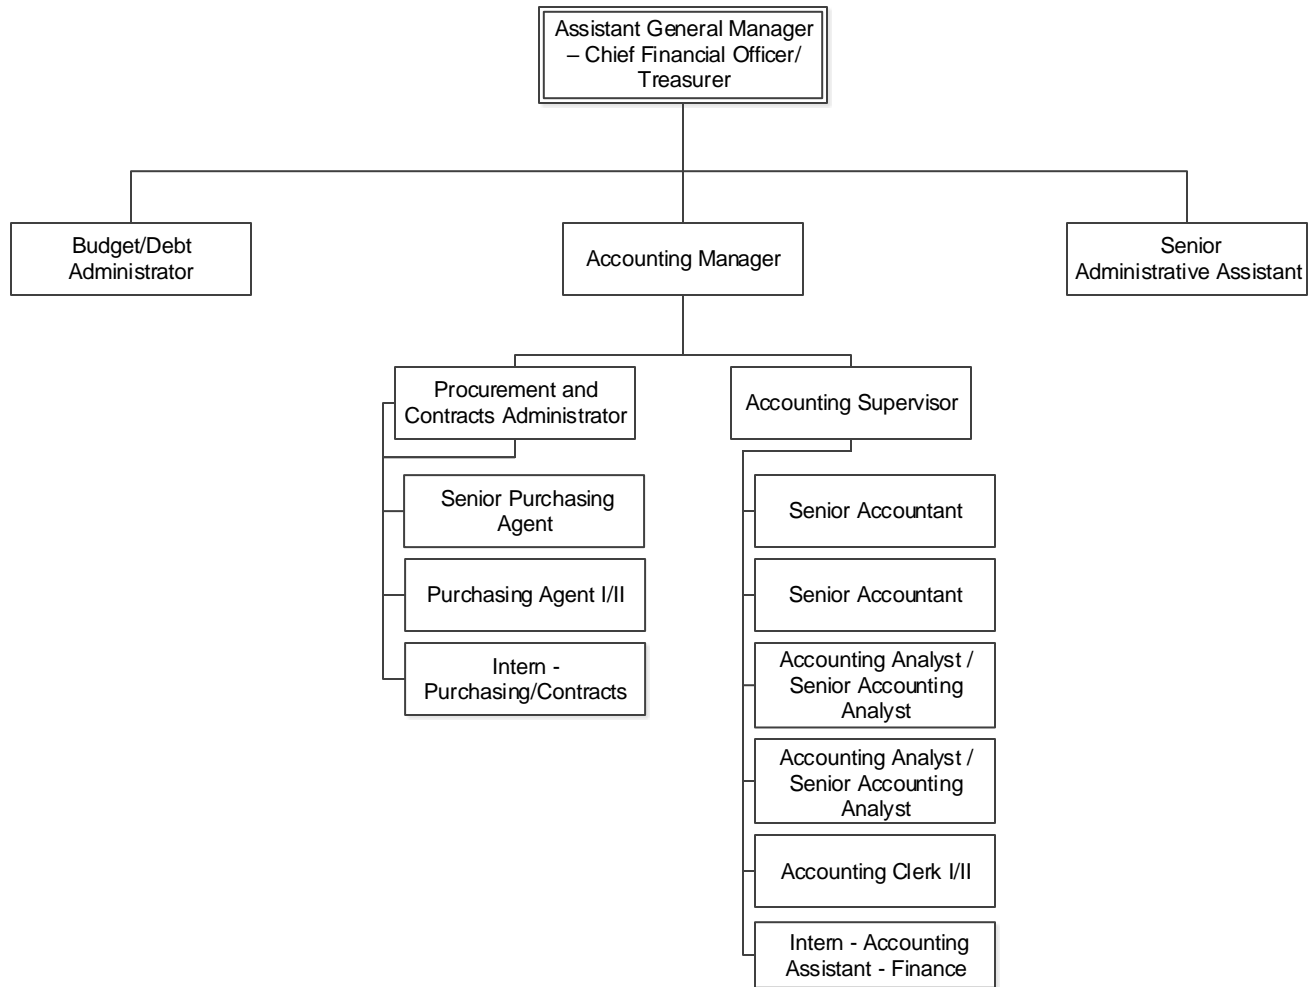 Assistant General Manager
– Chief Financial Officer/
Treasurer
Budget/Debt
Administrator
Accounting Manager
Senior
Administrative Assistant
Procurement and
Contracts Administrator
Accounting Supervisor
Senior Purchasing
Agent
Purchasing Agent I/II
Intern -
Purchasing/Contracts
Senior Accountant
Senior Accountant
Accounting Analyst /
Senior Accounting
Analyst
Accounting Analyst /
Senior Accounting
Analyst
Accounting Clerk I/II
Intern - Accounting
Assistant - Finance